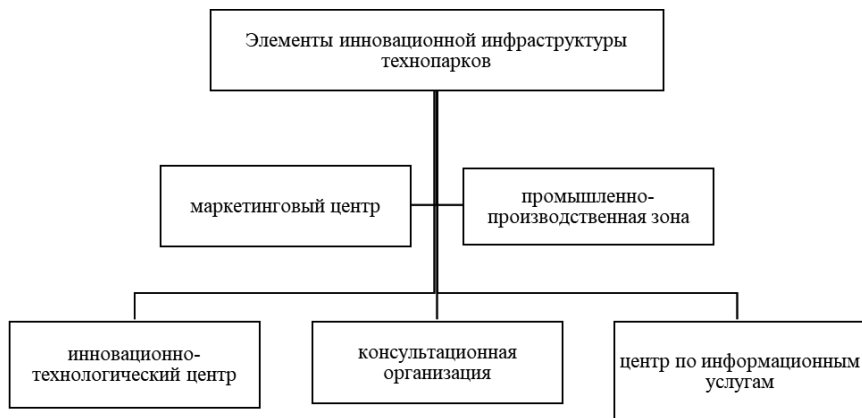 Элементы инновационной инфраструктуры
технопарков
маркетинговый центр
промышленно-
производственная зона
инновационно-
технологический центр
консультационная
организация
центр по информационным
услугам